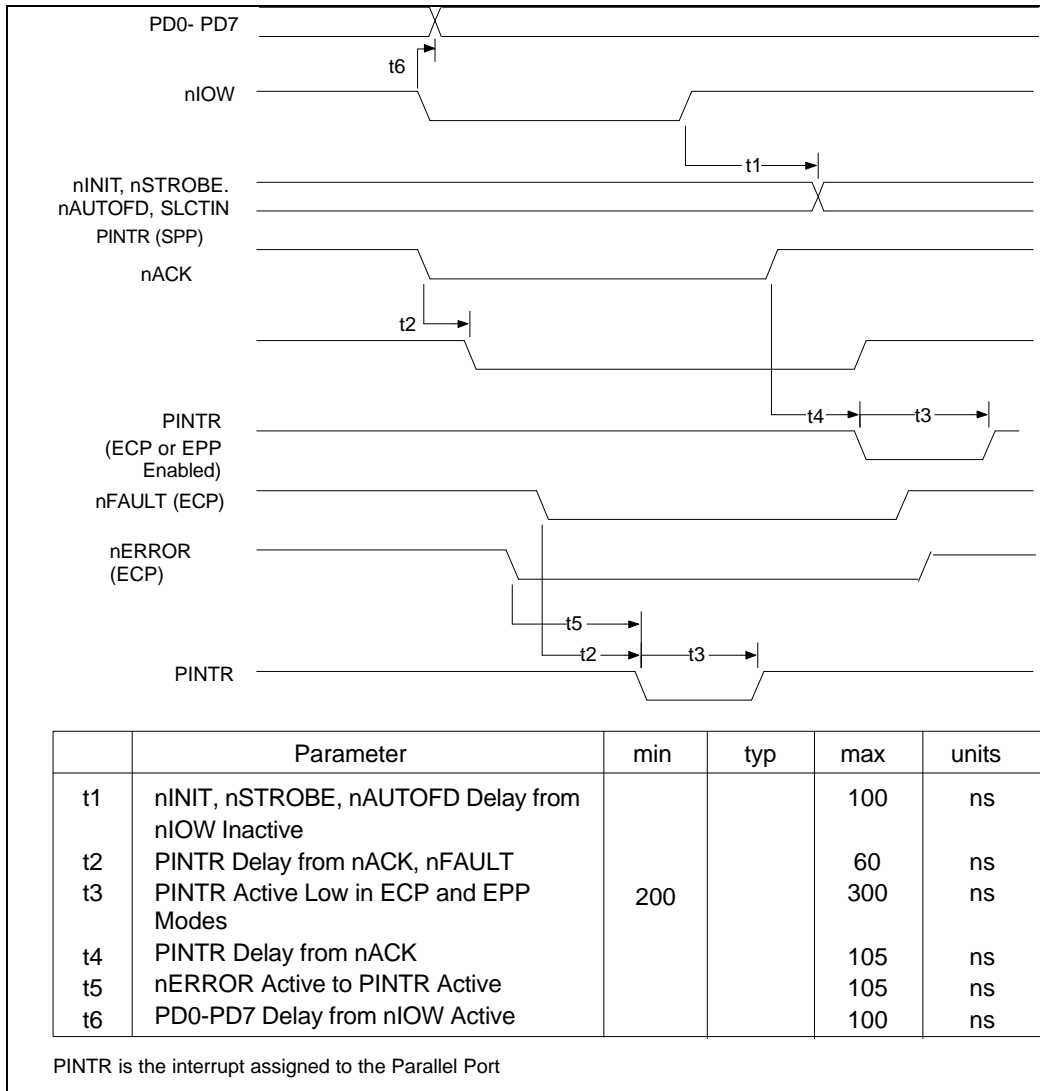 PD0- PD7
t6
nIOW
t1
nINIT, nSTROBE.
nAUTOFD, SLCTIN
PINTR (SPP)
nACK
t2
PINTR
(ECP or EPP
Enabled)
t4
t3
nFAULT (ECP)
nERROR
(ECP)
t5
t2
t3
PINTR
Parameter min typ max units
t1 nINIT, nSTROBE, nAUTOFD Delay from 100 ns
nIOW Inactive
t2 PINTR Delay from nACK, nFAULT 60 ns
t3 PINTR Active Low in ECP and EPP 200 300 ns
Modes
t4 PINTR Delay from nACK 105 ns
t5 nERROR Active to PINTR Active 105 ns
t6 PD0-PD7 Delay from nIOW Active 100 ns
PINTR is the interrupt assigned to the Parallel Port